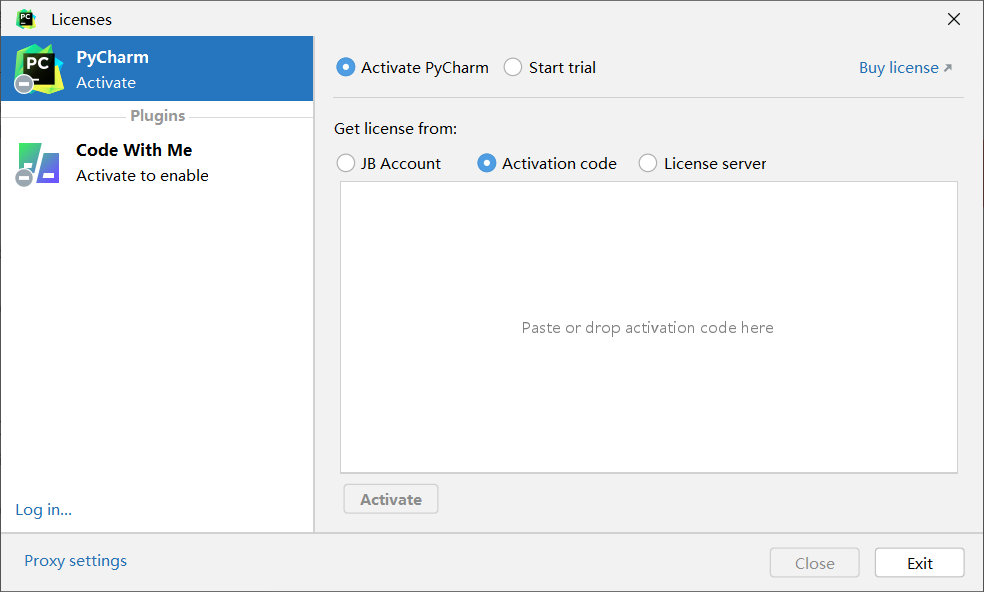 Licenses
PyCharm
Activate
Plugins
Code With Me
Activate to enable
Log in...
Activate PyCharm Start trial Buy license
Get license from:
JB Account Activation code License server
Paste or drop activation code here
Activate
Proxy settings Close Exit
PC
PC